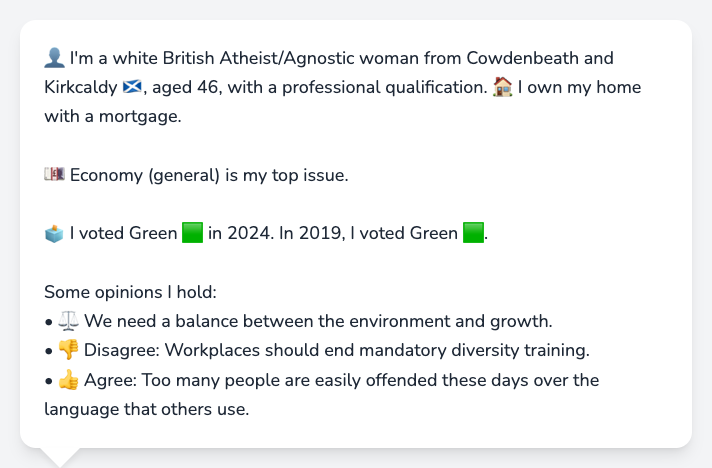 👤 I'm a white British Atheist/Agnostic woman from Cowdenbeath and
Kirkcaldy 🏴󠁧󠁢󠁳󠁣󠁴󠁿, aged 46, with a professional qualification. 🏠 I own my home
with a mortgage.
💷 Economy (general) is my top issue.
🗳️ I voted Green 🟩 in 2024. In 2019, I voted Green 🟩.
Some opinions I hold:
• ⚖️ We need a balance between the environment and growth.
• 👎 Disagree: Workplaces should end mandatory diversity training.
• 👍 Agree: Too many people are easily offended these days over the
language that others use.